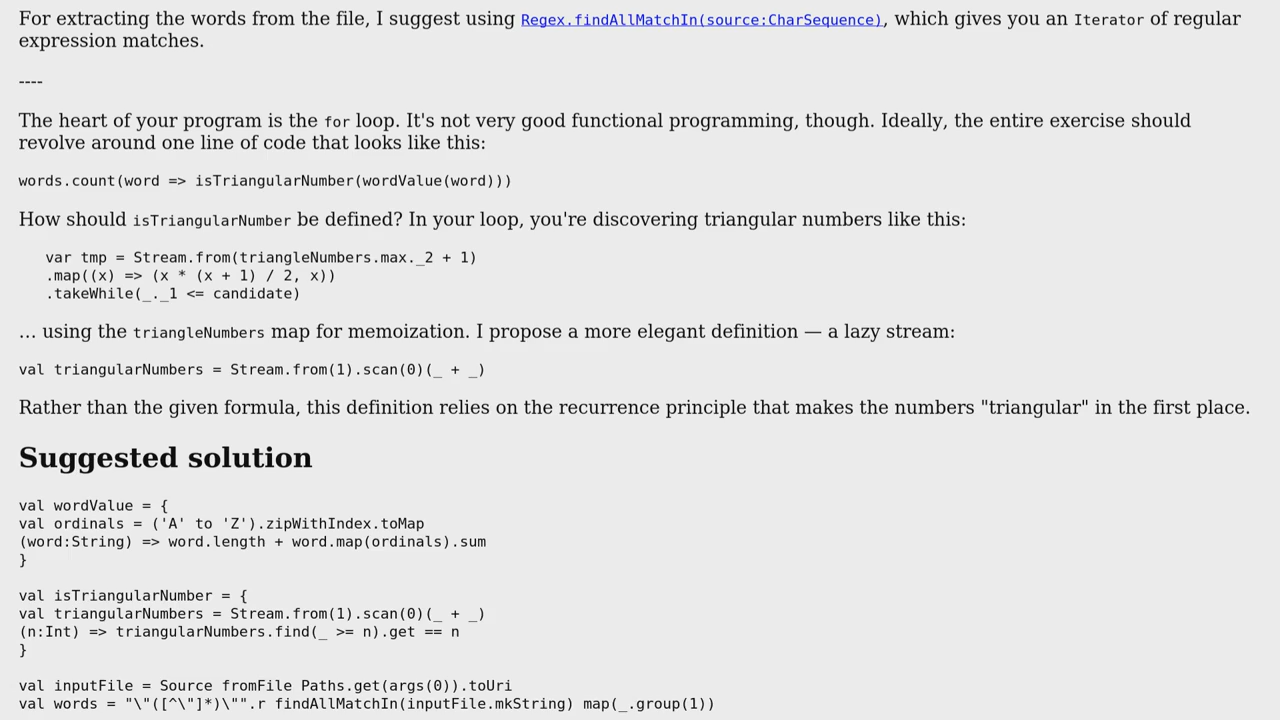 For extracting the words from the file, I suggest using Regex.findAllMatchIn(source:CharSequence), which gives you an Iterator of regular
expression matches.
----
The heart of your program is the for loop. It's not very good functional programming, though. Ideally, the entire exercise should
revolve around one line of code that looks like this:
words.count(word => isTriangularNumber(wordValue(word)))
How should isTriangularNumber be defined? In your loop, you're discovering triangular numbers like this:
var tmp = Stream.from(triangleNumbers.max._2 + 1)
.map((x) => (x * (x + 1) / 2, x))
.takeWhile(_._1 <= candidate)
… using the triangleNumbers map for memoization. I propose a more elegant definition — a lazy stream:
val triangularNumbers = Stream.from(1).scan(0)(_ + _)
Rather than the given formula, this definition relies on the recurrence principle that makes the numbers "triangular" in the first place.
Suggested solution
val wordValue = {
val ordinals = ('A' to 'Z').zipWithIndex.toMap
(word:String) => word.length + word.map(ordinals).sum
}
val isTriangularNumber = {
val triangularNumbers = Stream.from(1).scan(0)(_ + _)
(n:Int) => triangularNumbers.find(_ >= n).get == n
}
val inputFile = Source fromFile Paths.get(args(0)).toUri
val words = "\"([^\"]*)\"".r findAllMatchIn(inputFile.mkString) map(_.group(1))